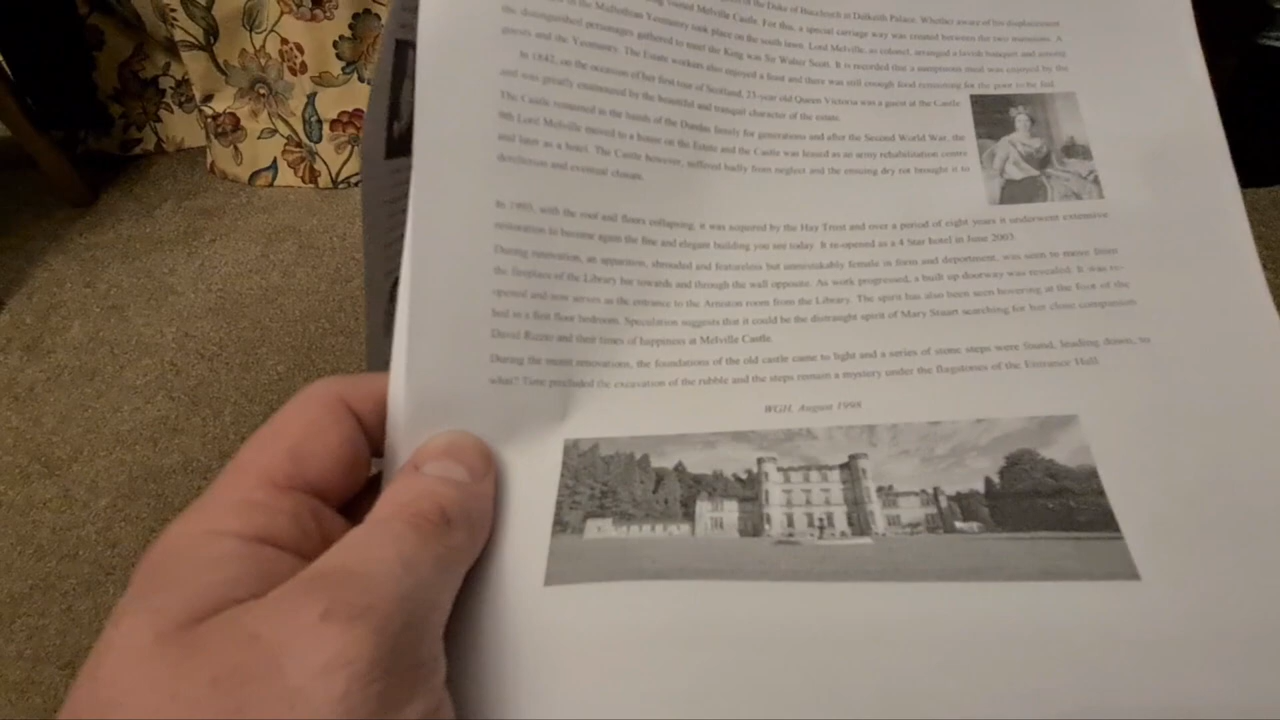 of the Duke of Buccleuch at Dalkeith Palace. Whether aware of his displacement
visited Melville Castle. For this, a special carriage way was created between the two mansions. A
in the Midlothian Yeomanry took place on the south lawn. Lord Melville, as colonel, arranged a lavish banquet and among
the distinguished personages gathered to meet the King was Sir Walter Scott. It is recorded that a sumptuous meal was enjoyed by the
guests and the Yeomanry. The Estate workers also enjoyed a feast and there was still enough food remaining for the poor to be fed.
In 1842, on the occasion of her first tour of Scotland, 23-year old Queen Victoria was a guest at the Castle
and was greatly enamoured by the beautiful and tranquil character of the estate.
The Castle remained in the hands of the Dundas family for generations and after the Second World War, the
9th Lord Melville moved to a house on the Estate and the Castle was leased as an army rehabilitation centre
and later as a hotel. The Castle however, suffered badly from neglect and the ensuing dry rot brought it to
dereliction and eventual closure.
In 1993, with the roof and floors collapsing, it was acquired by the Hay Trust and over a period of eight years it underwent extensive
restoration to become again the fine and elegant building you see today. It re-opened as a 4 Star hotel in June 2003.
During renovation, an apparition, shrouded and featureless but unmistakably female in form and deportment, was seen to move from
the fireplace of the Library bar towards and through the wall opposite. As work progressed, a built up doorway was revealed. It was re-
opened and now serves as the entrance to the Arniston room from the Library. The spirit has also been seen hovering at the foot of the
bed in a first floor bedroom. Speculation suggests that it could be the distraught spirit of Mary Stuart searching for her close companion
David Rizzio and their times of happiness at Melville Castle.
During the recent renovations, the foundations of the old castle came to light and a series of stone steps were found, leading down, to
what? Time precluded the excavation of the rubble and the steps remain a mystery under the flagstones of the Entrance Hall.
WGH, August 1998